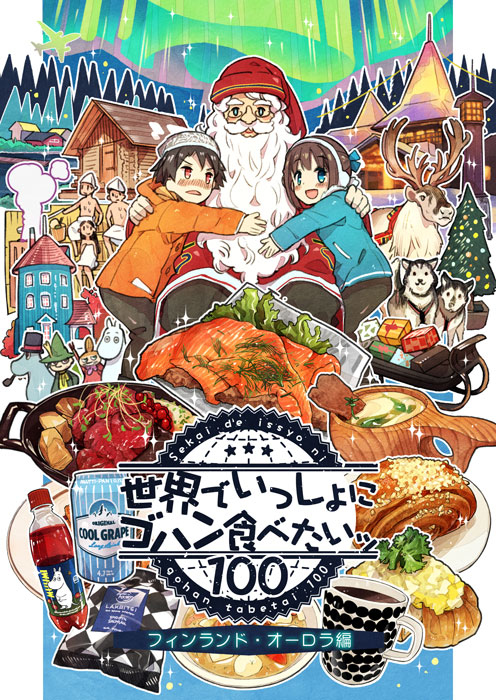 Sekai de issyo ni
世界でいっしょに
ゴハン食べたいッ
100
gohan tabetai 100
フィンランド・オーロラ編
ORIGINAL
COOL GRAPE
Long Drink